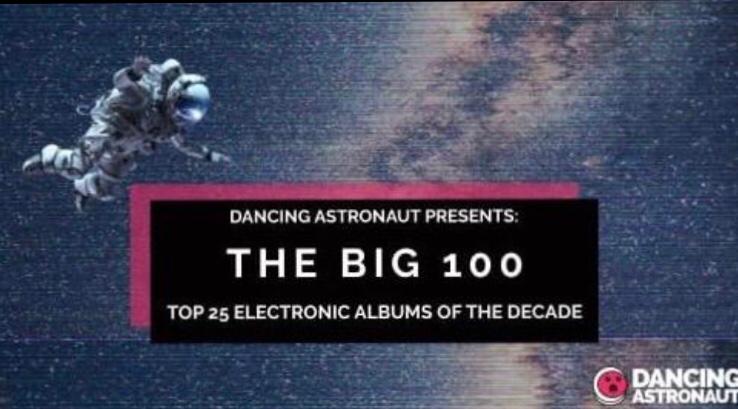 DANCING ASTRONAUT PRESENTS:
THE BIG 100
TOP 25 ELECTRONIC ALBUMS OF THE DECADE
DANCING
ASTRONAUT